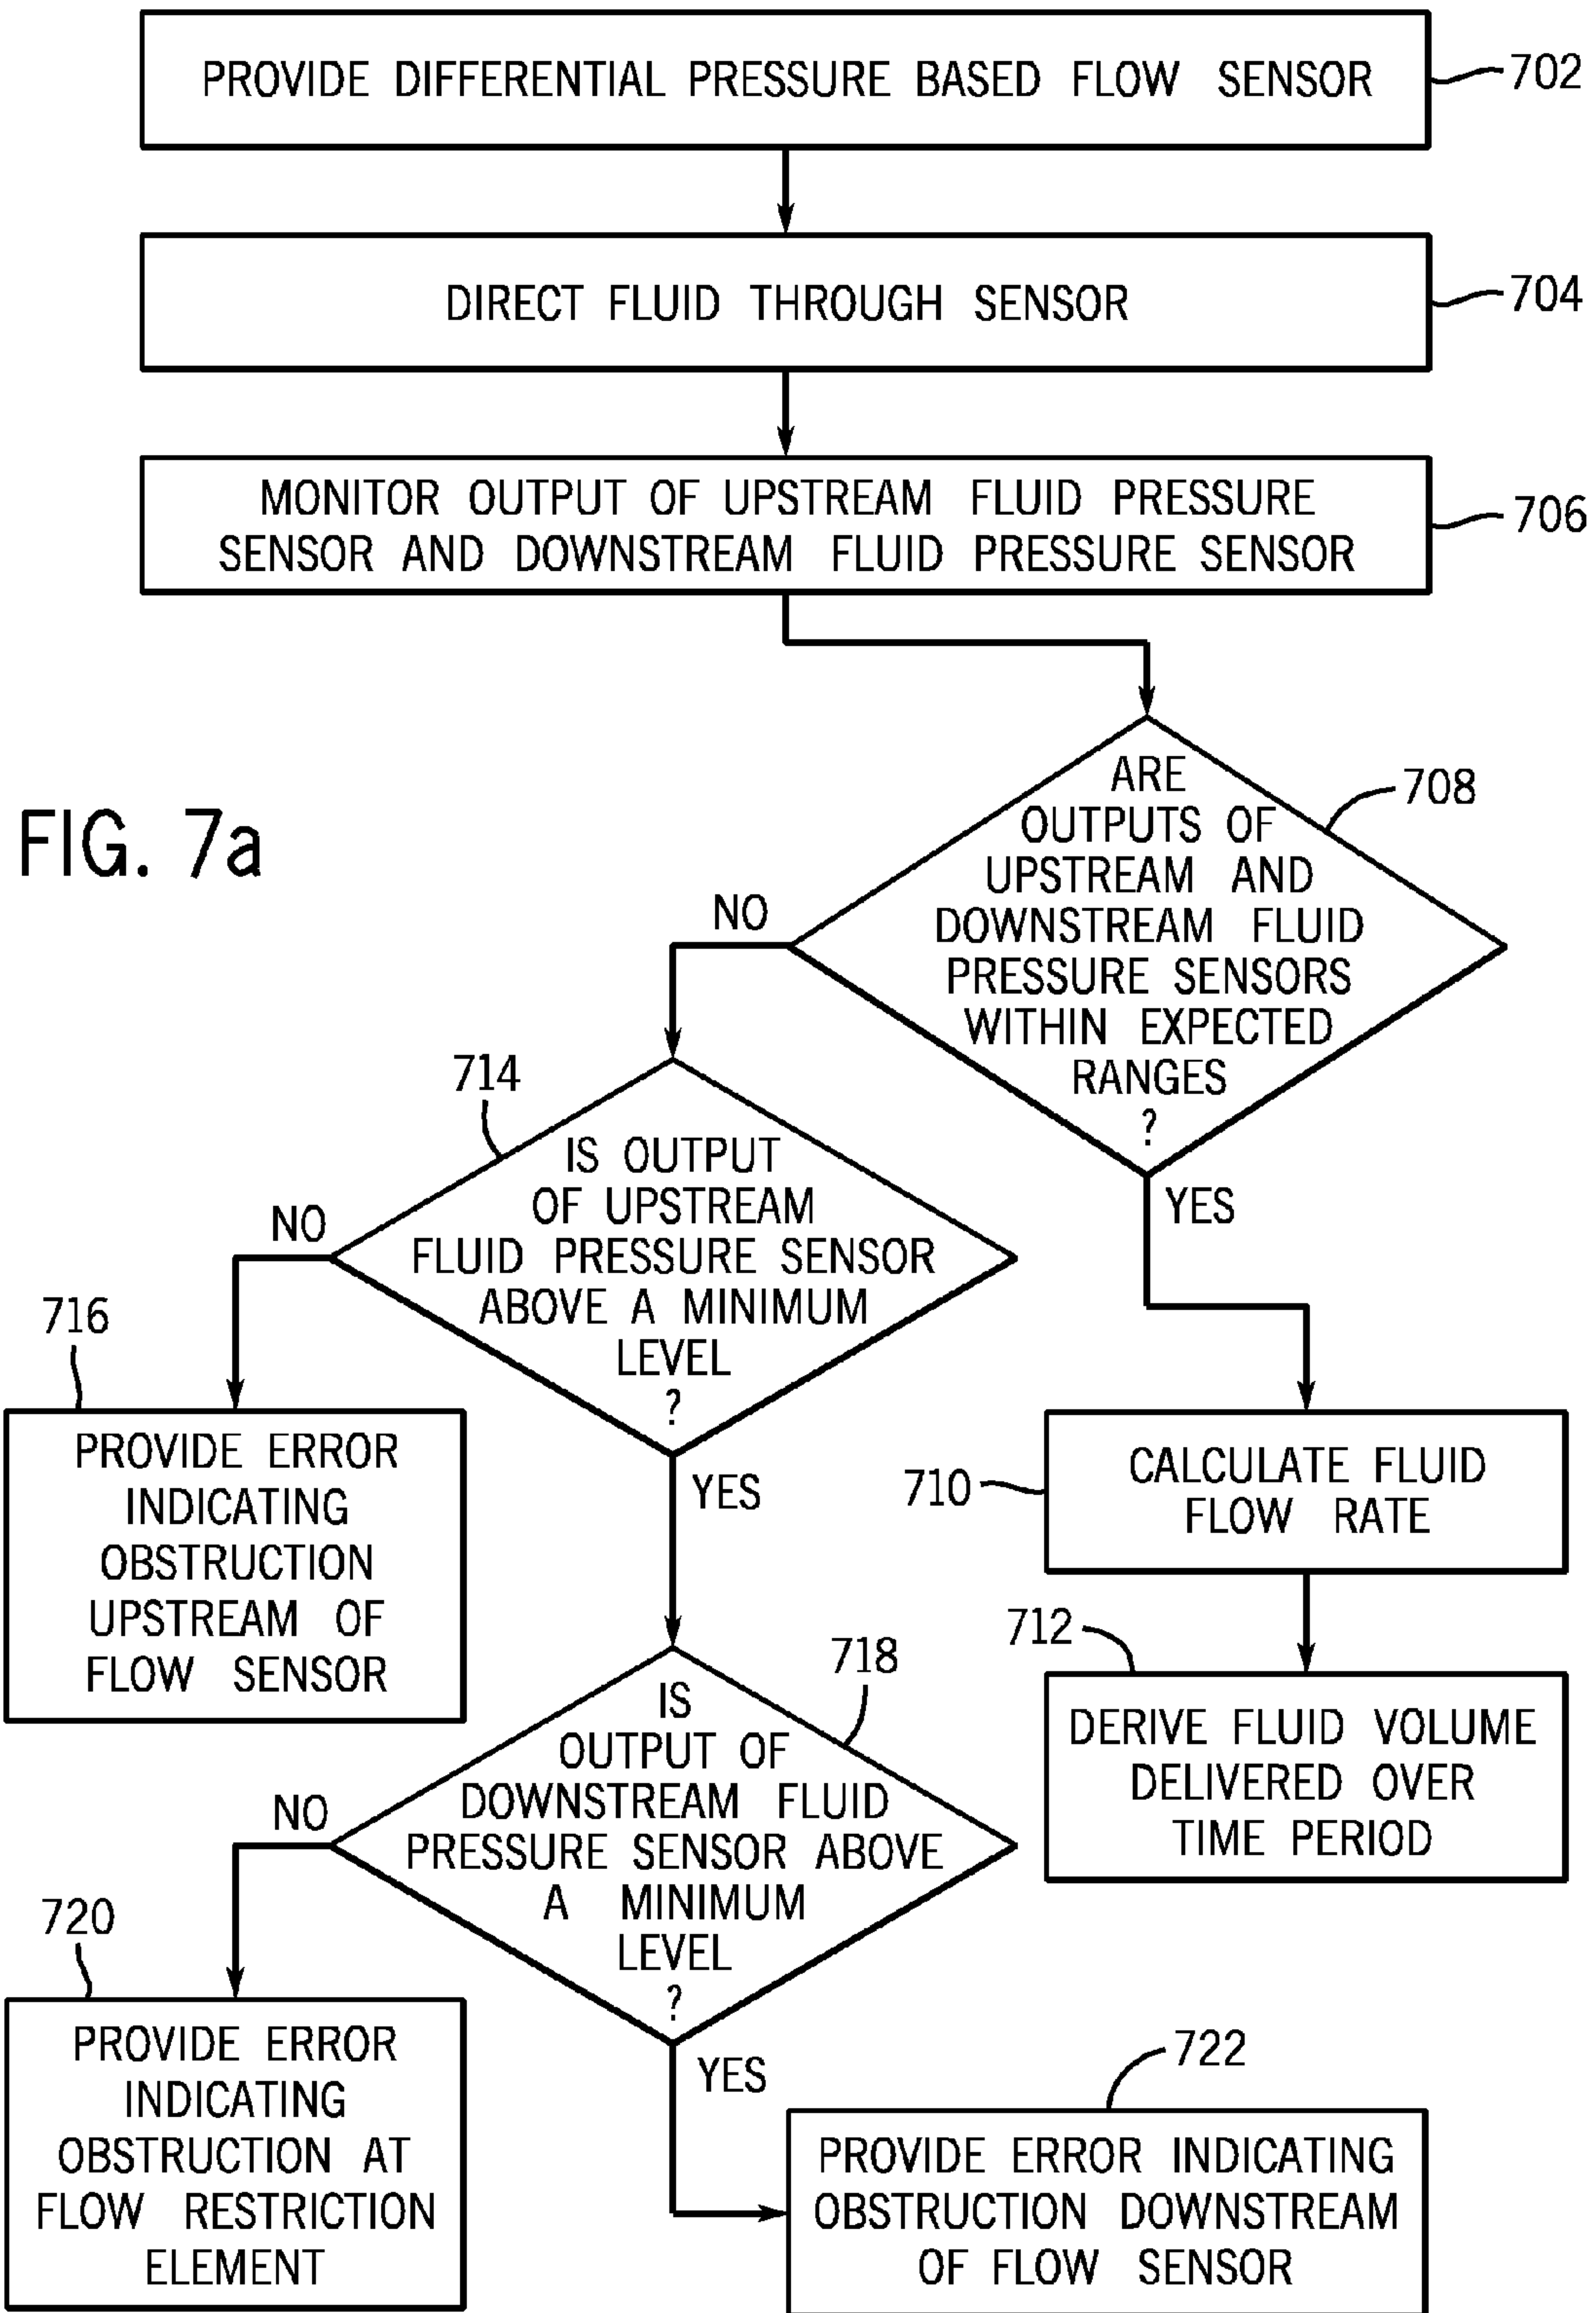 PROVIDE DIFFERENTIAL PRESSURE BASED FLOW SENSOR
702
DIRECT FLUID THROUGH SENSOR
704
MONITOR OUTPUT OF UPSTREAM FLUID PRESSURE
SENSOR AND DOWNSTREAM FLUID PRESSURE SENSOR
706
FIG. 7a
ARE
OUTPUTS OF
UPSTREAM AND
DOWNSTREAM FLUID
PRESSURE SENSORS
WITHIN EXPECTED
RANGES
?
708
NO
YES
714
IS OUTPUT
OF UPSTREAM
FLUID PRESSURE SENSOR
ABOVE A MINIMUM
LEVEL
?
NO
YES
716
PROVIDE ERROR
INDICATING
OBSTRUCTION
UPSTREAM OF
FLOW SENSOR
710
CALCULATE FLUID
FLOW RATE
712
DERIVE FLUID VOLUME
DELIVERED OVER
TIME PERIOD
718
IS
OUTPUT OF
DOWNSTREAM FLUID
PRESSURE SENSOR ABOVE
A MINIMUM
LEVEL
?
NO
YES
720
PROVIDE ERROR
INDICATING
OBSTRUCTION AT
FLOW RESTRICTION
ELEMENT
722
PROVIDE ERROR INDICATING
OBSTRUCTION DOWNSTREAM
OF FLOW SENSOR